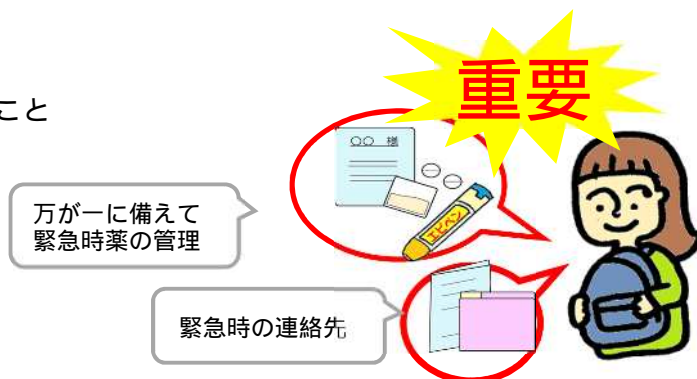 重要
こと
○○ 様
エピペン
万が一に備えて
緊急時薬の管理
緊急時の連絡先